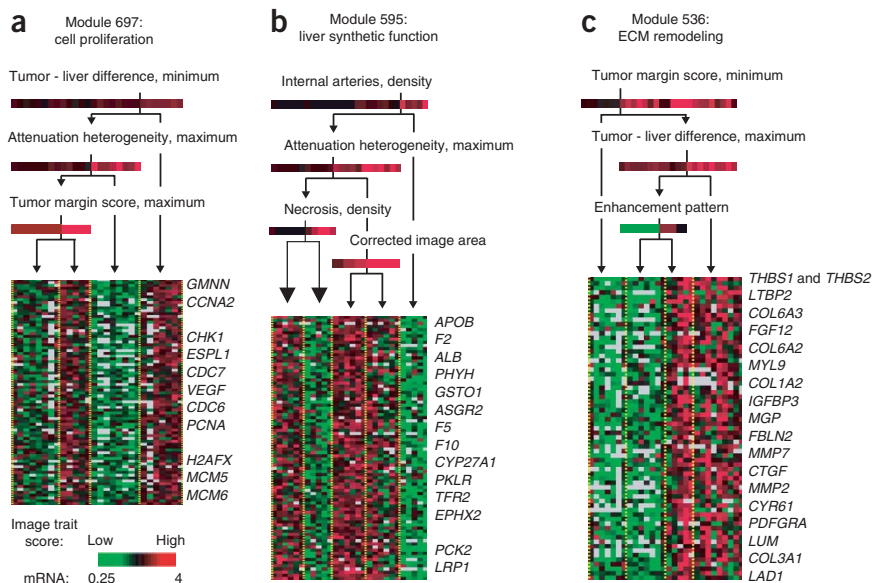 a
Module 697:
cell proliferation
Tumor - liver difference, minimum
Attenuation heterogeneity, maximum
Tumor margin score, maximum
GMNN
CCNA2
CHK1
ESPL1
CDC7
VEGF
CDC6
PCNA
H2AFX
MCM5
MCM6
Image trait
score:
Low
High
mRNA:
0.25
4
b
Module 595:
liver synthetic function
Internal arteries, density
Attenuation heterogeneity, maximum
Necrosis, density
Corrected image area
APOB
F2
ALB
PHYH
GSTO1
ASGR2
F5
F10
CYP27A1
PKLR
TFR2
EPHX2
PCK2
LRP1
c
Module 536:
ECM remodeling
Tumor margin score, minimum
Tumor - liver difference, maximum
Enhancement pattern
THBS1 and THBS2
LTBP2
COL6A3
FGF12
COL6A2
MYL9
COL1A2
IGFBP3
MGP
FBLN2
MMP7
CTGF
MMP2
CYR61
PDFGRA
LUM
COL3A1
LAD1